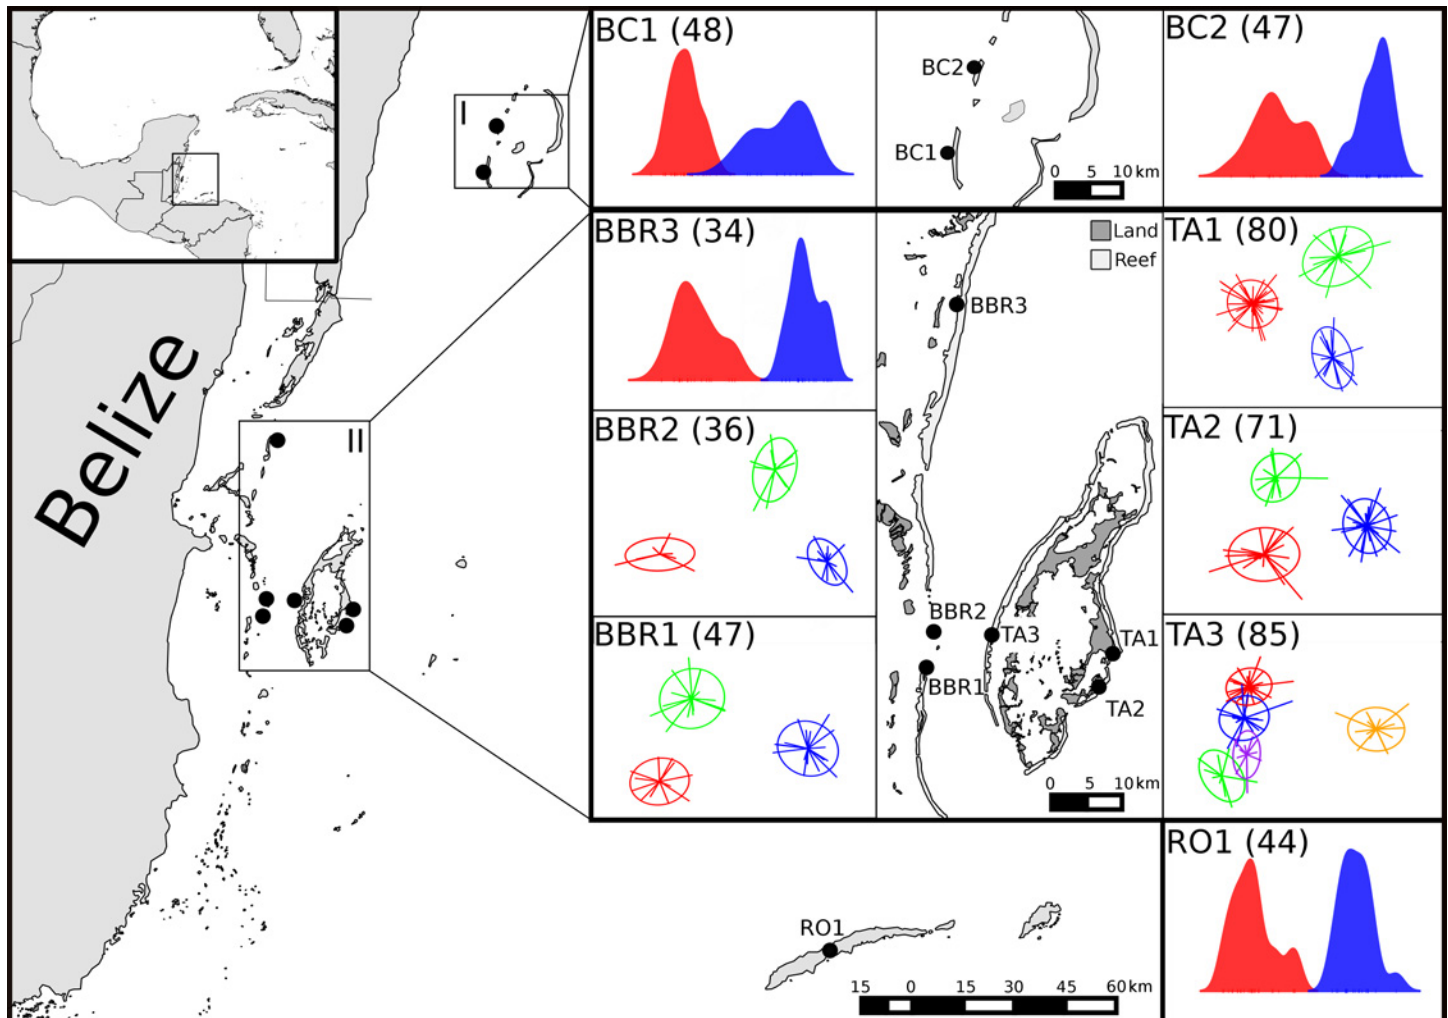 BC1 (48)
BC2
BC1
0 5 10 km
BC2 (47)
I
BBR3 (34)
Land
Reef
BBR3
TA1 (80)
Belize
II
BBR2 (36)
TA2 (71)
BBR2
TA3
TA1
BBR1
TA2
0 5 10 km
BBR1 (47)
TA3 (85)
RO1
15 0 15 30 45 60 km
RO1 (44)